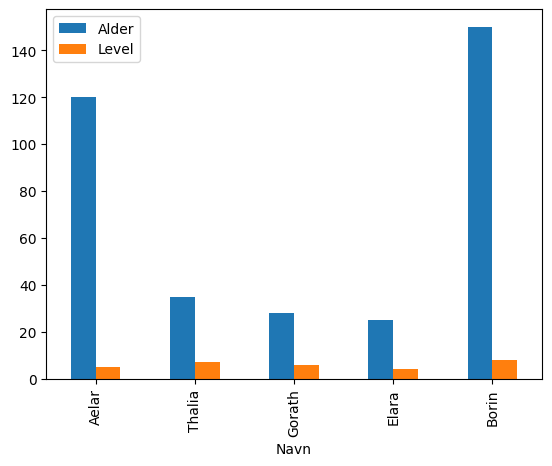 Alder
Level
140
120
100
80
60
40
20
0
Aelar
Thalia
Gorath
Elara
Borin
Navn